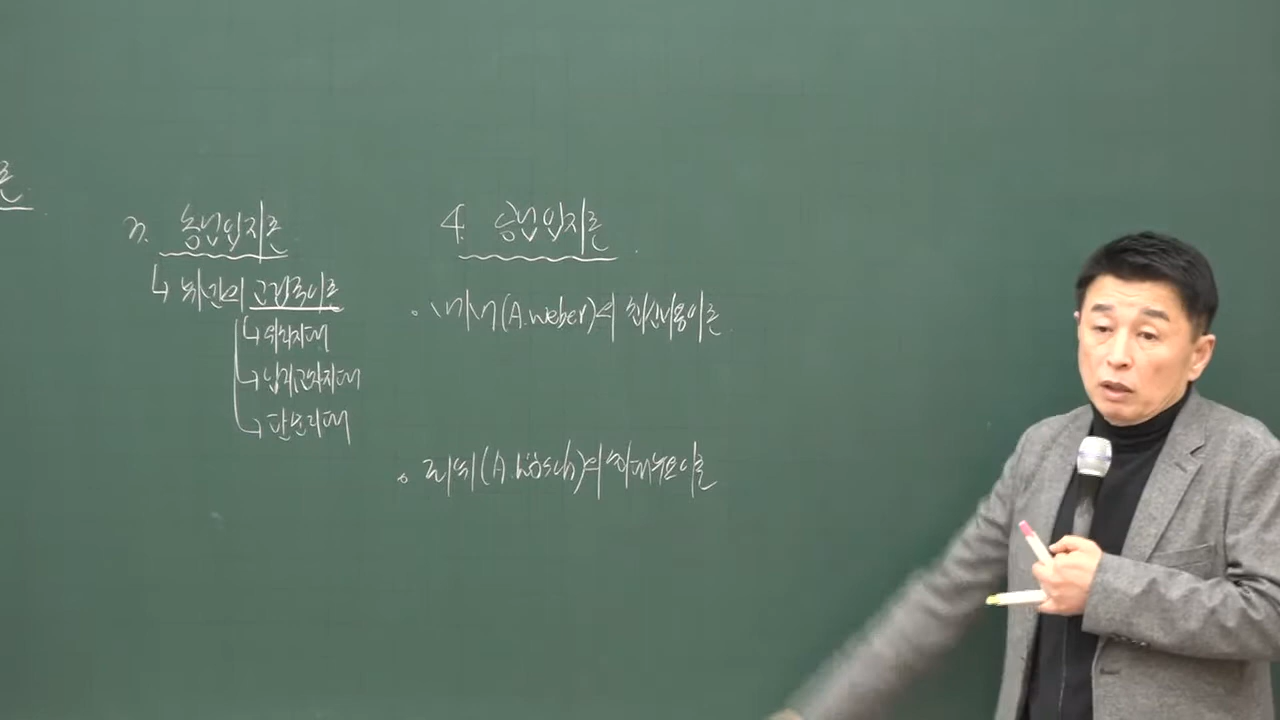 론
3. 농업입지론
↳ 튀넨의 고립국이론
↳ 위치지대
↳ 입지교차지대
↳ 단순지대
4. 공업입지론
• 베버(A.weber)의 최소비용이론
• 뢰쉬(A.Lösch)의 최대수요이론